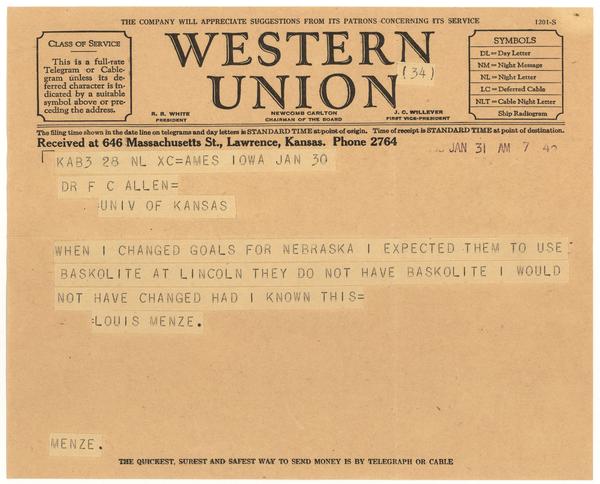 THE COMPANY WILL APPRECIATE SUGGESTIONS FROM ITS PATRONS CONCERNING ITS SERVICE
1201-S
CLASS OF SERVICE
This is a full-rate
Telegram or Cable-
gram unless its de-
ferred character is in-
dicated by a suitable
symbol above or pre-
ceding the address.
WESTERN
UNION
(34)
R. B. WHITE
PRESIDENT
NEWCOMB CARLTON
CHAIRMAN OF THE BOARD
J. C. WILLEVER
FIRST VICE-PRESIDENT
SYMBOLS
DL=Day Letter
NM=Night Message
NL=Night Letter
LC=Deferred Cable
NLT=Cable Night Letter
Ship Radiogram
The filing time shown in the date line on telegrams and day letters is STANDARD TIME at point of origin. Time of receipt is STANDARD TIME at point of destination.
Received at 646 Massachusetts St., Lawrence, Kansas. Phone 2764
JAN 31 AM 7
KAB3 28 NL XC=AMES IOWA JAN 30
DR F C ALLEN=
:UNIV OF KANSAS
WHEN I CHANGED GOALS FOR NEBRASKA I EXPECTED THEM TO USE
BASKOLITE AT LINCOLN THEY DO NOT HAVE BASKOLITE I WOULD
NOT HAVE CHANGED HAD I KNOWN THIS=
:LOUIS MENZE.
MENZE.
THE QUICKEST, SUREST AND SAFEST WAY TO SEND MONEY IS BY TELEGRAPH OR CABLE